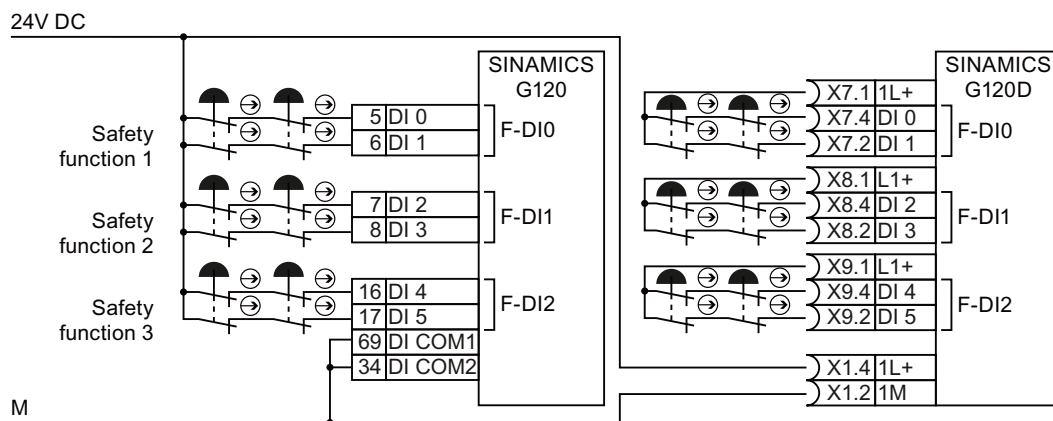 24V DC
SINAMICS
G120
Safety
function 1
5 DI 0
6 DI 1
F-DI0
Safety
function 2
7 DI 2
8 DI 3
F-DI1
Safety
function 3
16 DI 4
17 DI 5
F-DI2
69 DI COM1
34 DI COM2
M
SINAMICS
G120D
X7.1 1L+
X7.4 DI 0
X7.2 DI 1
F-DI0
X8.1 L1+
X8.4 DI 2
X8.2 DI 3
F-DI1
X9.1 L1+
X9.4 DI 4
X9.2 DI 5
F-DI2
X1.4 1L+
X1.2 1M